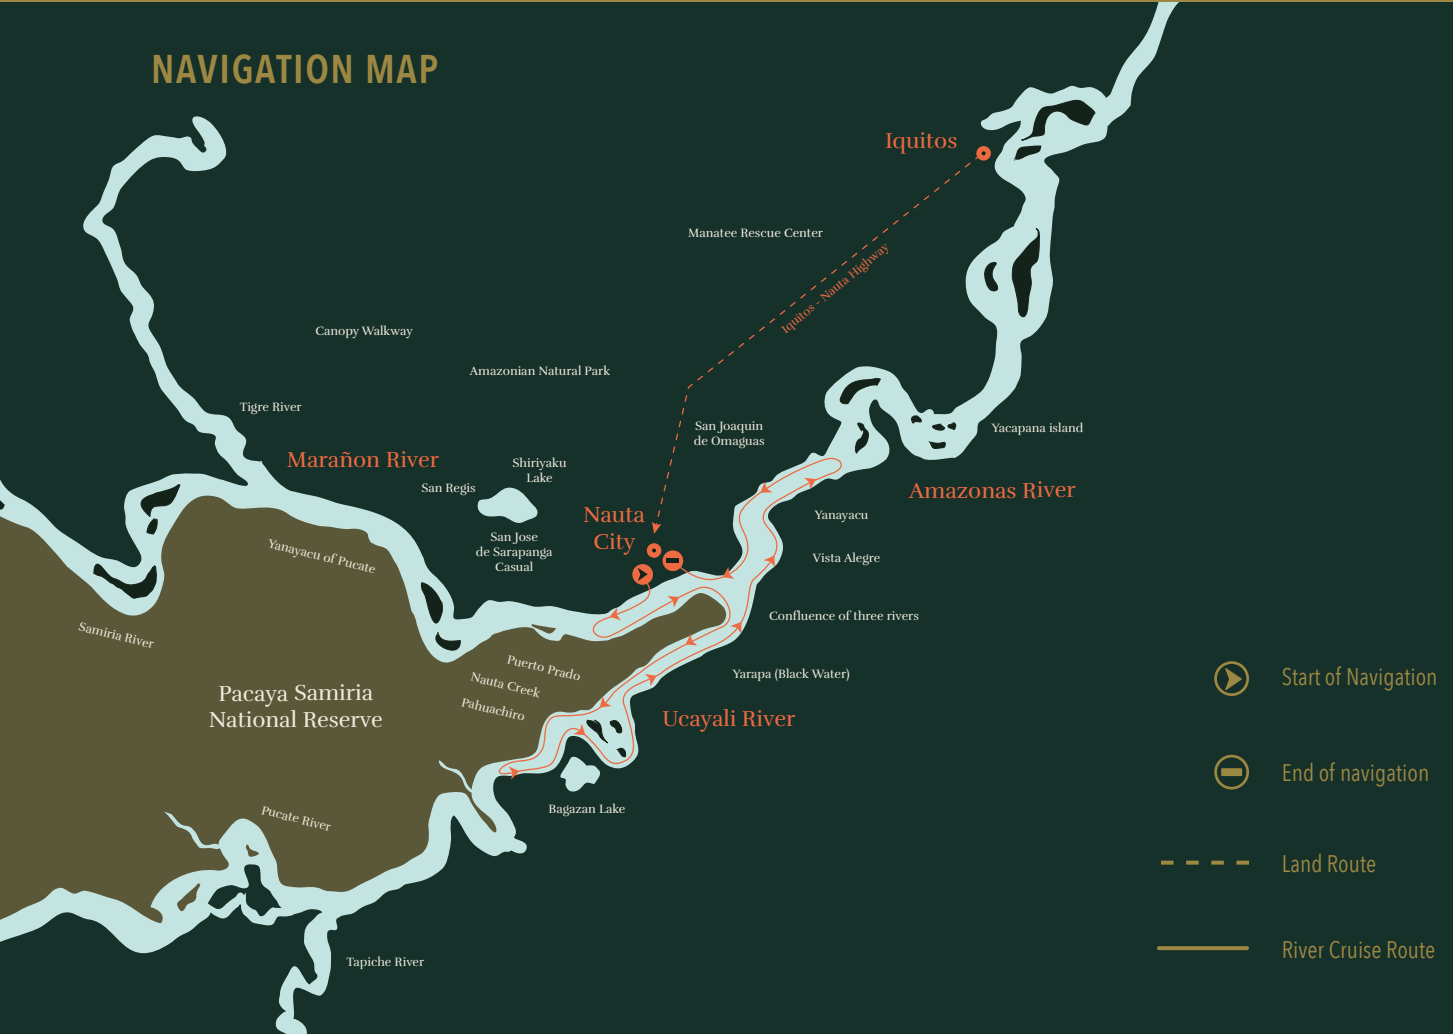 NAVIGATION MAP
Iquitos
Manatee Rescue Center
Iquitos - Nauta Highway
Canopy Walkway
Amazonian Natural Park
Tigre River
San Joaquin
de Omaguas
Yacapana island
Marañon River
Shiriyaku
Lake
San Regis
Amazonas River
Nauta
City
Yanayacu
San Jose
de Sarapanga
Casual
Yanayacu of Pucate
Vista Alegre
Confluence of three rivers
Samiria River
Puerto Prado
Nauta Creek
Pahuachiro
Yarapa (Black Water)
Pacaya Samiria
National Reserve
Ucayali River
Bagazan Lake
Pucate River
Tapiche River
Start of Navigation
End of navigation
Land Route
River Cruise Route